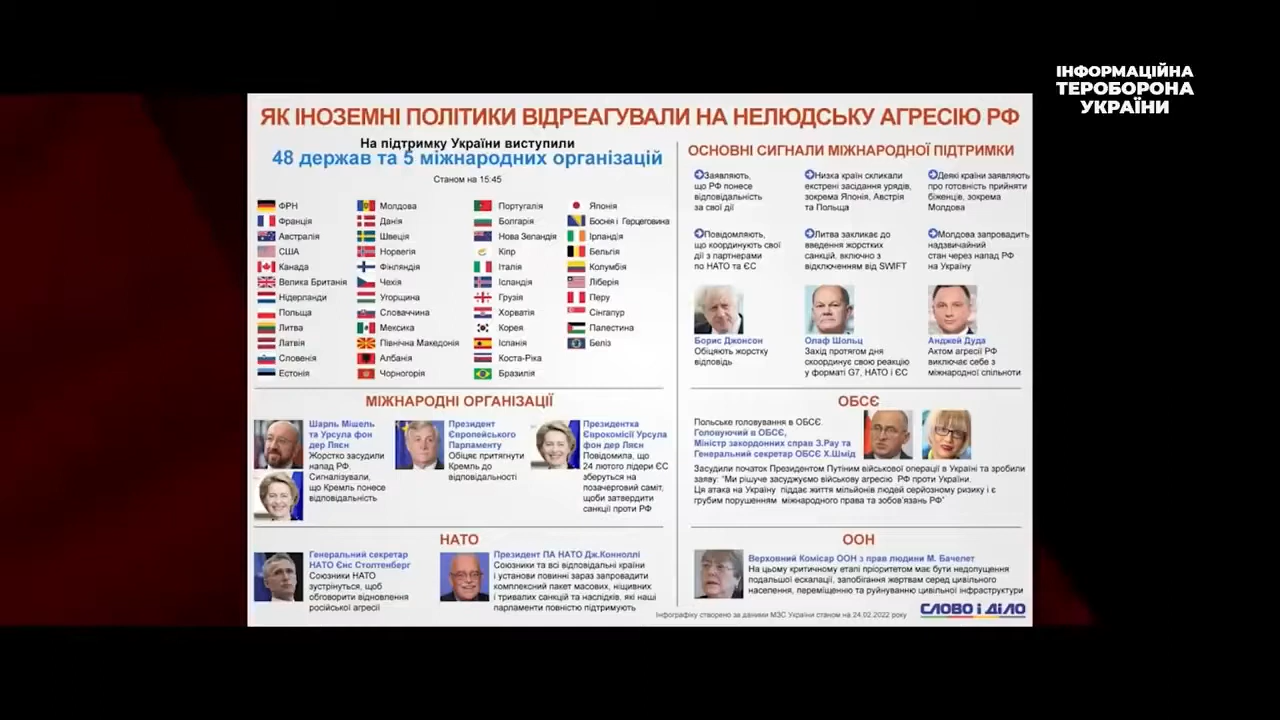 ІНФОРМАЦІЙНА
ТЕРОБОРОНА
УКРАЇНИ
ЯК ІНОЗЕМНІ ПОЛІТИКИ ВІДРЕАГУВАЛИ НА НЕЛЮДСЬКУ АГРЕСІЮ РФ
На підтримку України виступили
48 держав та 5 міжнародних організацій
Станом на 15:45
ФРН
Франція
Австралія
США
Канада
Велика Британія
Нідерланди
Польща
Литва
Латвія
Словенія
Естонія
Молдова
Данія
Швеція
Норвегія
Фінляндія
Чехія
Угорщина
Словаччина
Мексика
Північна Македонія
Албанія
Чорногорія
Португалія
Болгарія
Нова Зеландія
Кіпр
Італія
Ісландія
Грузія
Хорватія
Корея
Іспанія
Коста-Ріка
Бразилія
Японія
Боснія і Герцеговина
Ірландія
Бельгія
Колумбія
Ліберія
Перу
Сінгапур
Палестина
Беліз
ОСНОВНІ СИГНАЛИ МІЖНАРОДНОЇ ПІДТРИМКИ
Заявляють,
що РФ понесе
відповідальність
за свої дії
Низка країн скликали
екстрені засідання урядів,
зокрема Японія, Австрія
та Польща
Деякі країни заявляють
про готовність прийняти
біженців, зокрема
Молдова
Повідомляють,
що координують свої
дії з партнерами
по НАТО та ЄС
Литва закликає до
введення жорстких
санкцій, включно з
відключенням від SWIFT
Молдова запровадить
надзвичайний
стан через напад РФ
на Україну
Борис Джонсон
Обіцяють жорстку
відповідь
Олаф Шольц
Захід протягом дня
скоординує свою реакцію
у форматі G7, НАТО і ЄС
Анджей Дуда
Актом агресії РФ
виключає себе з
міжнародної спільноти
МІЖНАРОДНІ ОРГАНІЗАЦІЇ
Шарль Мішель
та Урсула фон
дер Ляєн
Жорстко засудили
напад РФ.
Сигналізували,
що Кремль понесе
відповідальність
Президент
Європейського
Парламенту
Обіцяє притягнути
Кремль до
відповідальності
Президентка
Єврокомісії Урсула
фон дер Ляєн
Повідомила, що
24 лютого лідери ЄС
зберуться на
позачерговий саміт,
щоби затвердити
санкції проти РФ
ОБСЄ
Польське головування в ОБСЄ.
Головуючий в ОБСЄ,
Міністр закордонних справ З.Рау та
Генеральний секретар ОБСЄ Х.Шмід
Засудили початок Президентом Путіним військової операції в Україні та зробили
заяву: "Ми рішуче засуджуємо військову агресію РФ проти України.
Ця атака на Україну піддає життя мільйонів людей серйозному ризику і є
грубим порушенням міжнародного права та зобов'язань РФ"
НАТО
Генеральний секретар
НАТО Єнс Столтенберг
Союзники НАТО
зустрінуться, щоб
обговорити відновлення
російської агресії
Президент ПА НАТО Дж.Конноллі
Союзники та всі відповідальні країни
и установи повинні зараз запровадити
комплексний пакет масових, нищівних
і тривалих санкцій та наслідків, які наші
парламенти повністю підтримують
ООН
Верховний Комісар ООН з прав людини М. Бачелет
На цьому критичному етапі пріоритетом має бути недопущення
подальшої ескалації, запобігання жертвам серед цивільного
населення, переміщенню та руйнуванню цивільної інфраструктури
Інфографіку створено за даними МЗС України станом на 24.02.2022 року
СЛОВО і ДІЛО